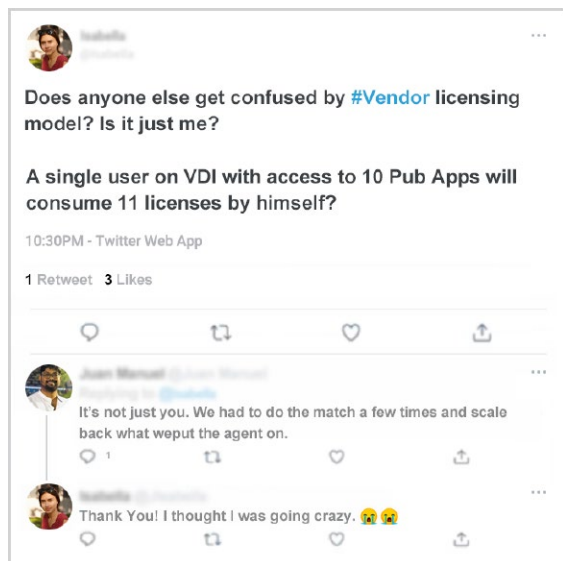 Does anyone else get confused by #Vendor licensing
model? Is it just me?
A single user on VDI with access to 10 Pub Apps will
consume 11 licenses by himself?
10:30PM - Twitter Web App
1 Retweet 3 Likes
It's not just you. We had to do the match a few times and scale
back what weput the agent on.
1
Thank You! I thought I was going crazy. 😭😭